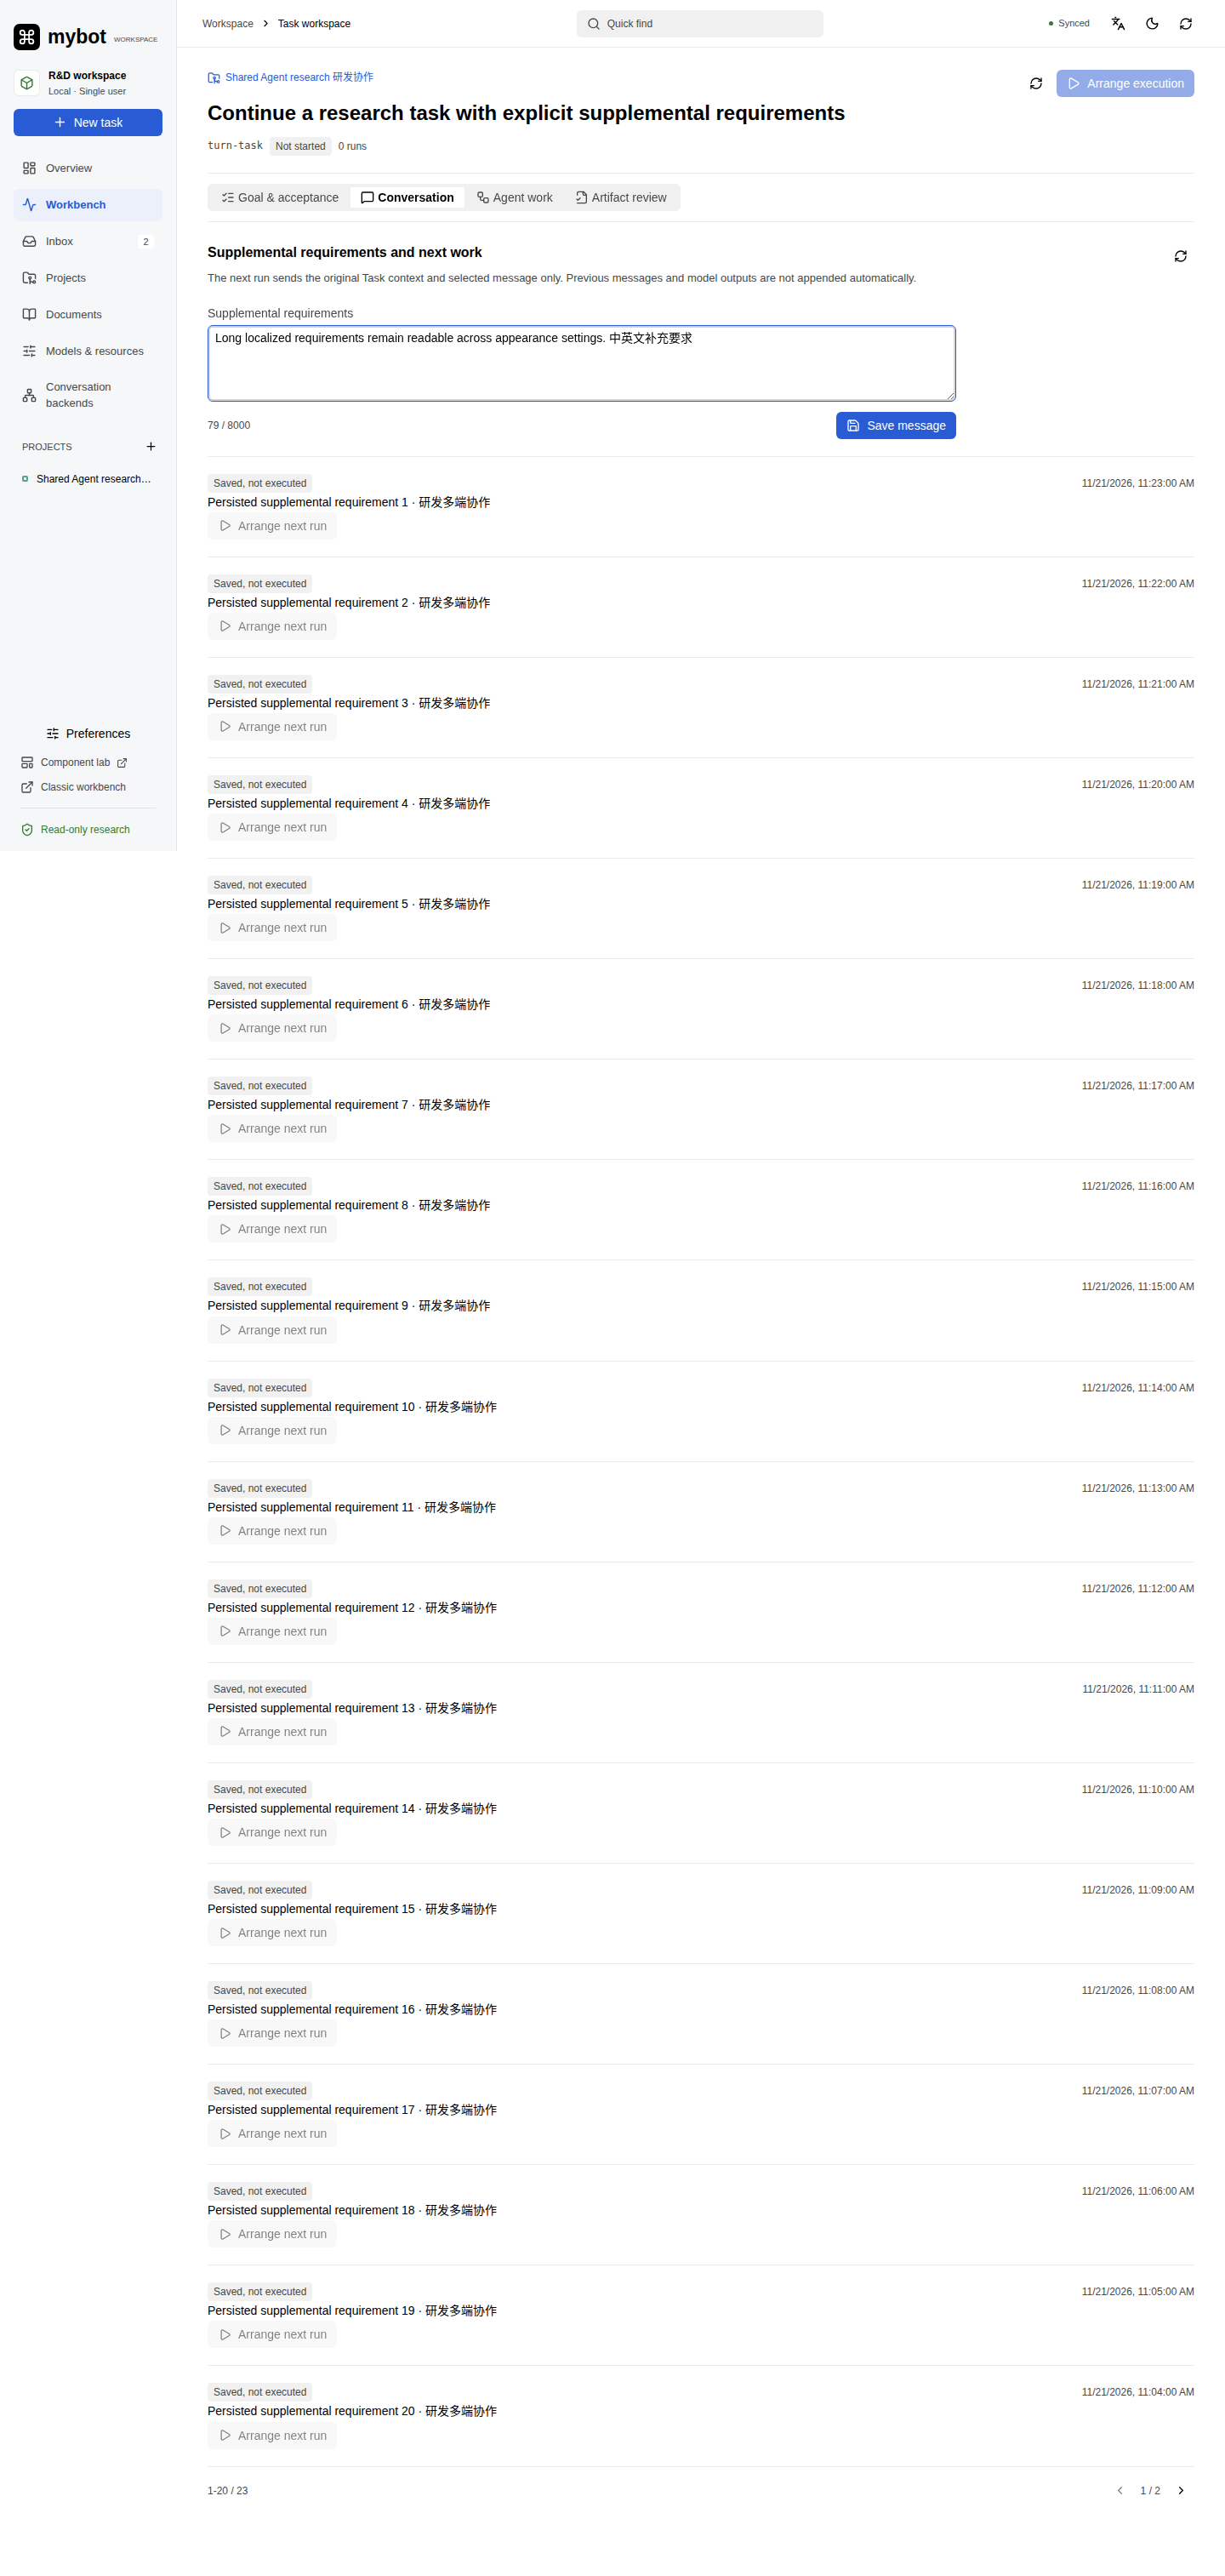 mybot WORKSPACE
R&D workspace
Local · Single user
New task
Overview
Workbench
Inbox 2
Projects
Documents
Models & resources
Conversation
backends
PROJECTS
Shared Agent research…
Preferences
Component lab
Classic workbench
Read-only research
Workspace Task workspace
Quick find
Synced
Shared Agent research 研发协作
Arrange execution
Continue a research task with explicit supplemental requirements
turn-task Not started 0 runs
Goal & acceptance Conversation Agent work Artifact review
Supplemental requirements and next work
The next run sends the original Task context and selected message only. Previous messages and model outputs are not appended automatically.
Supplemental requirements
Long localized requirements remain readable across appearance settings. 中英文补充要求
79 / 8000
Save message
Saved, not executed 11/21/2026, 11:23:00 AM
Persisted supplemental requirement 1 · 研发多端协作
Arrange next run
Saved, not executed 11/21/2026, 11:22:00 AM
Persisted supplemental requirement 2 · 研发多端协作
Arrange next run
Saved, not executed 11/21/2026, 11:21:00 AM
Persisted supplemental requirement 3 · 研发多端协作
Arrange next run
Saved, not executed 11/21/2026, 11:20:00 AM
Persisted supplemental requirement 4 · 研发多端协作
Arrange next run
Saved, not executed 11/21/2026, 11:19:00 AM
Persisted supplemental requirement 5 · 研发多端协作
Arrange next run
Saved, not executed 11/21/2026, 11:18:00 AM
Persisted supplemental requirement 6 · 研发多端协作
Arrange next run
Saved, not executed 11/21/2026, 11:17:00 AM
Persisted supplemental requirement 7 · 研发多端协作
Arrange next run
Saved, not executed 11/21/2026, 11:16:00 AM
Persisted supplemental requirement 8 · 研发多端协作
Arrange next run
Saved, not executed 11/21/2026, 11:15:00 AM
Persisted supplemental requirement 9 · 研发多端协作
Arrange next run
Saved, not executed 11/21/2026, 11:14:00 AM
Persisted supplemental requirement 10 · 研发多端协作
Arrange next run
Saved, not executed 11/21/2026, 11:13:00 AM
Persisted supplemental requirement 11 · 研发多端协作
Arrange next run
Saved, not executed 11/21/2026, 11:12:00 AM
Persisted supplemental requirement 12 · 研发多端协作
Arrange next run
Saved, not executed 11/21/2026, 11:11:00 AM
Persisted supplemental requirement 13 · 研发多端协作
Arrange next run
Saved, not executed 11/21/2026, 11:10:00 AM
Persisted supplemental requirement 14 · 研发多端协作
Arrange next run
Saved, not executed 11/21/2026, 11:09:00 AM
Persisted supplemental requirement 15 · 研发多端协作
Arrange next run
Saved, not executed 11/21/2026, 11:08:00 AM
Persisted supplemental requirement 16 · 研发多端协作
Arrange next run
Saved, not executed 11/21/2026, 11:07:00 AM
Persisted supplemental requirement 17 · 研发多端协作
Arrange next run
Saved, not executed 11/21/2026, 11:06:00 AM
Persisted supplemental requirement 18 · 研发多端协作
Arrange next run
Saved, not executed 11/21/2026, 11:05:00 AM
Persisted supplemental requirement 19 · 研发多端协作
Arrange next run
Saved, not executed 11/21/2026, 11:04:00 AM
Persisted supplemental requirement 20 · 研发多端协作
Arrange next run
1-20 / 23 1 / 2